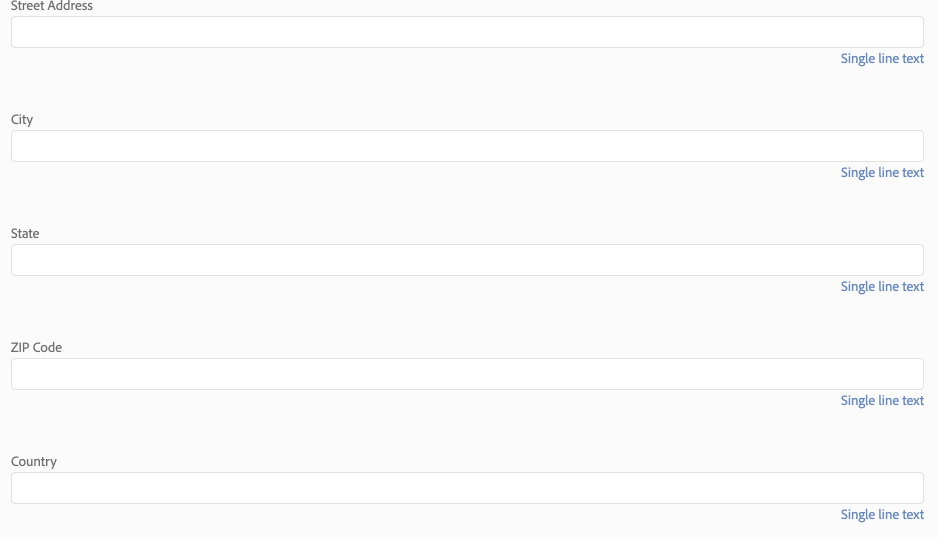 Street Address
Single line text
City
Single line text
State
Single line text
ZIP Code
Single line text
Country
Single line text